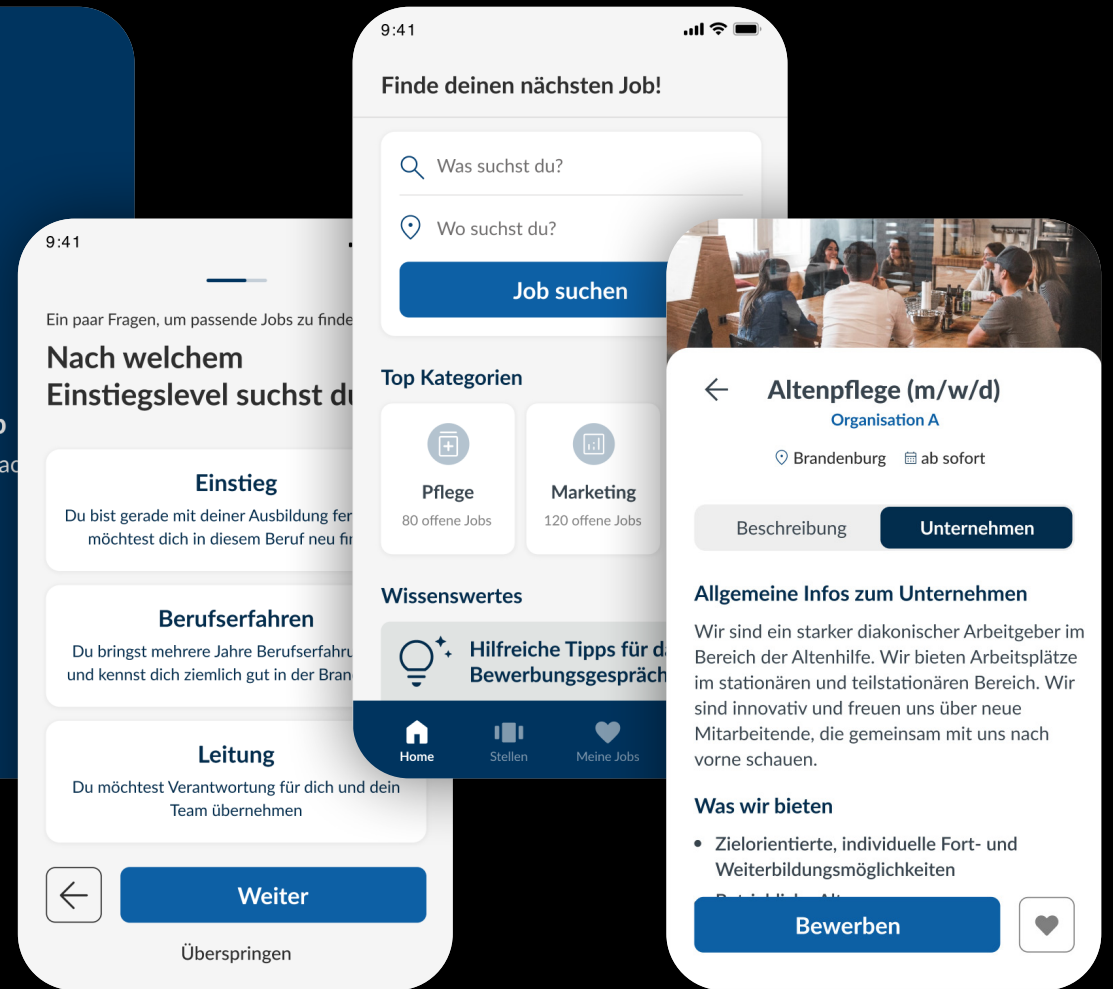 9:41
Ein paar Fragen, um passende Jobs zu finde
Nach welchem
Einstiegslevel suchst du
Einstieg
Du bist gerade mit deiner Ausbildung fer
möchtest dich in diesem Beruf neu
Berufserfahren
Du bringst mehrere Jahre Berufserfahru
und kennst dich ziemlich gut in der Bran
Leitung
Du möchtest Verantwortung für dich und dein
Team übernehmen
Weiter
Überspringen
9:41
Finde deinen nächsten Job!
Was suchst du?
Wo suchst du?
Job suchen
Top Kategorien
Pflege
80 offene Jobs
Marketing
120 offene Jobs
Wissenswertes
Hilfreiche Tipps für d
Bewerbungsgespräch
Home
Stellen
Meine Jobs
Altenpflege (m/w/d)
Organisation A
Brandenburg
ab sofort
Beschreibung
Unternehmen
Allgemeine Infos zum Unternehmen
Wir sind ein starker diakonischer Arbeitgeber im
Bereich der Altenhilfe. Wir bieten Arbeitsplätze
im stationären und teilstationären Bereich. Wir
sind innovativ und freuen uns über neue
Mitarbeitende, die gemeinsam mit uns nach
vorne schauen.
Was wir bieten
• Zielorientierte, individuelle Fort- und
Weiterbildungsmöglichkeiten
Bewerben